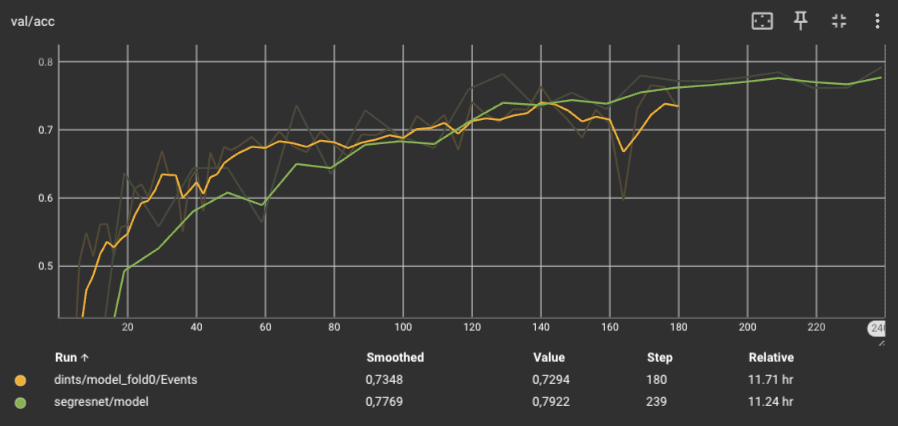 val/acc
0.8
0.7
0.6
0.5
20 40 60 80 100 120 140 160 180 200 220 240
Run ↑ Smoothed Value Step Relative
dints/model_fold0/Events 0,7348 0,7294 180 11.71 hr
segresnet/model 0,7769 0,7922 239 11.24 hr